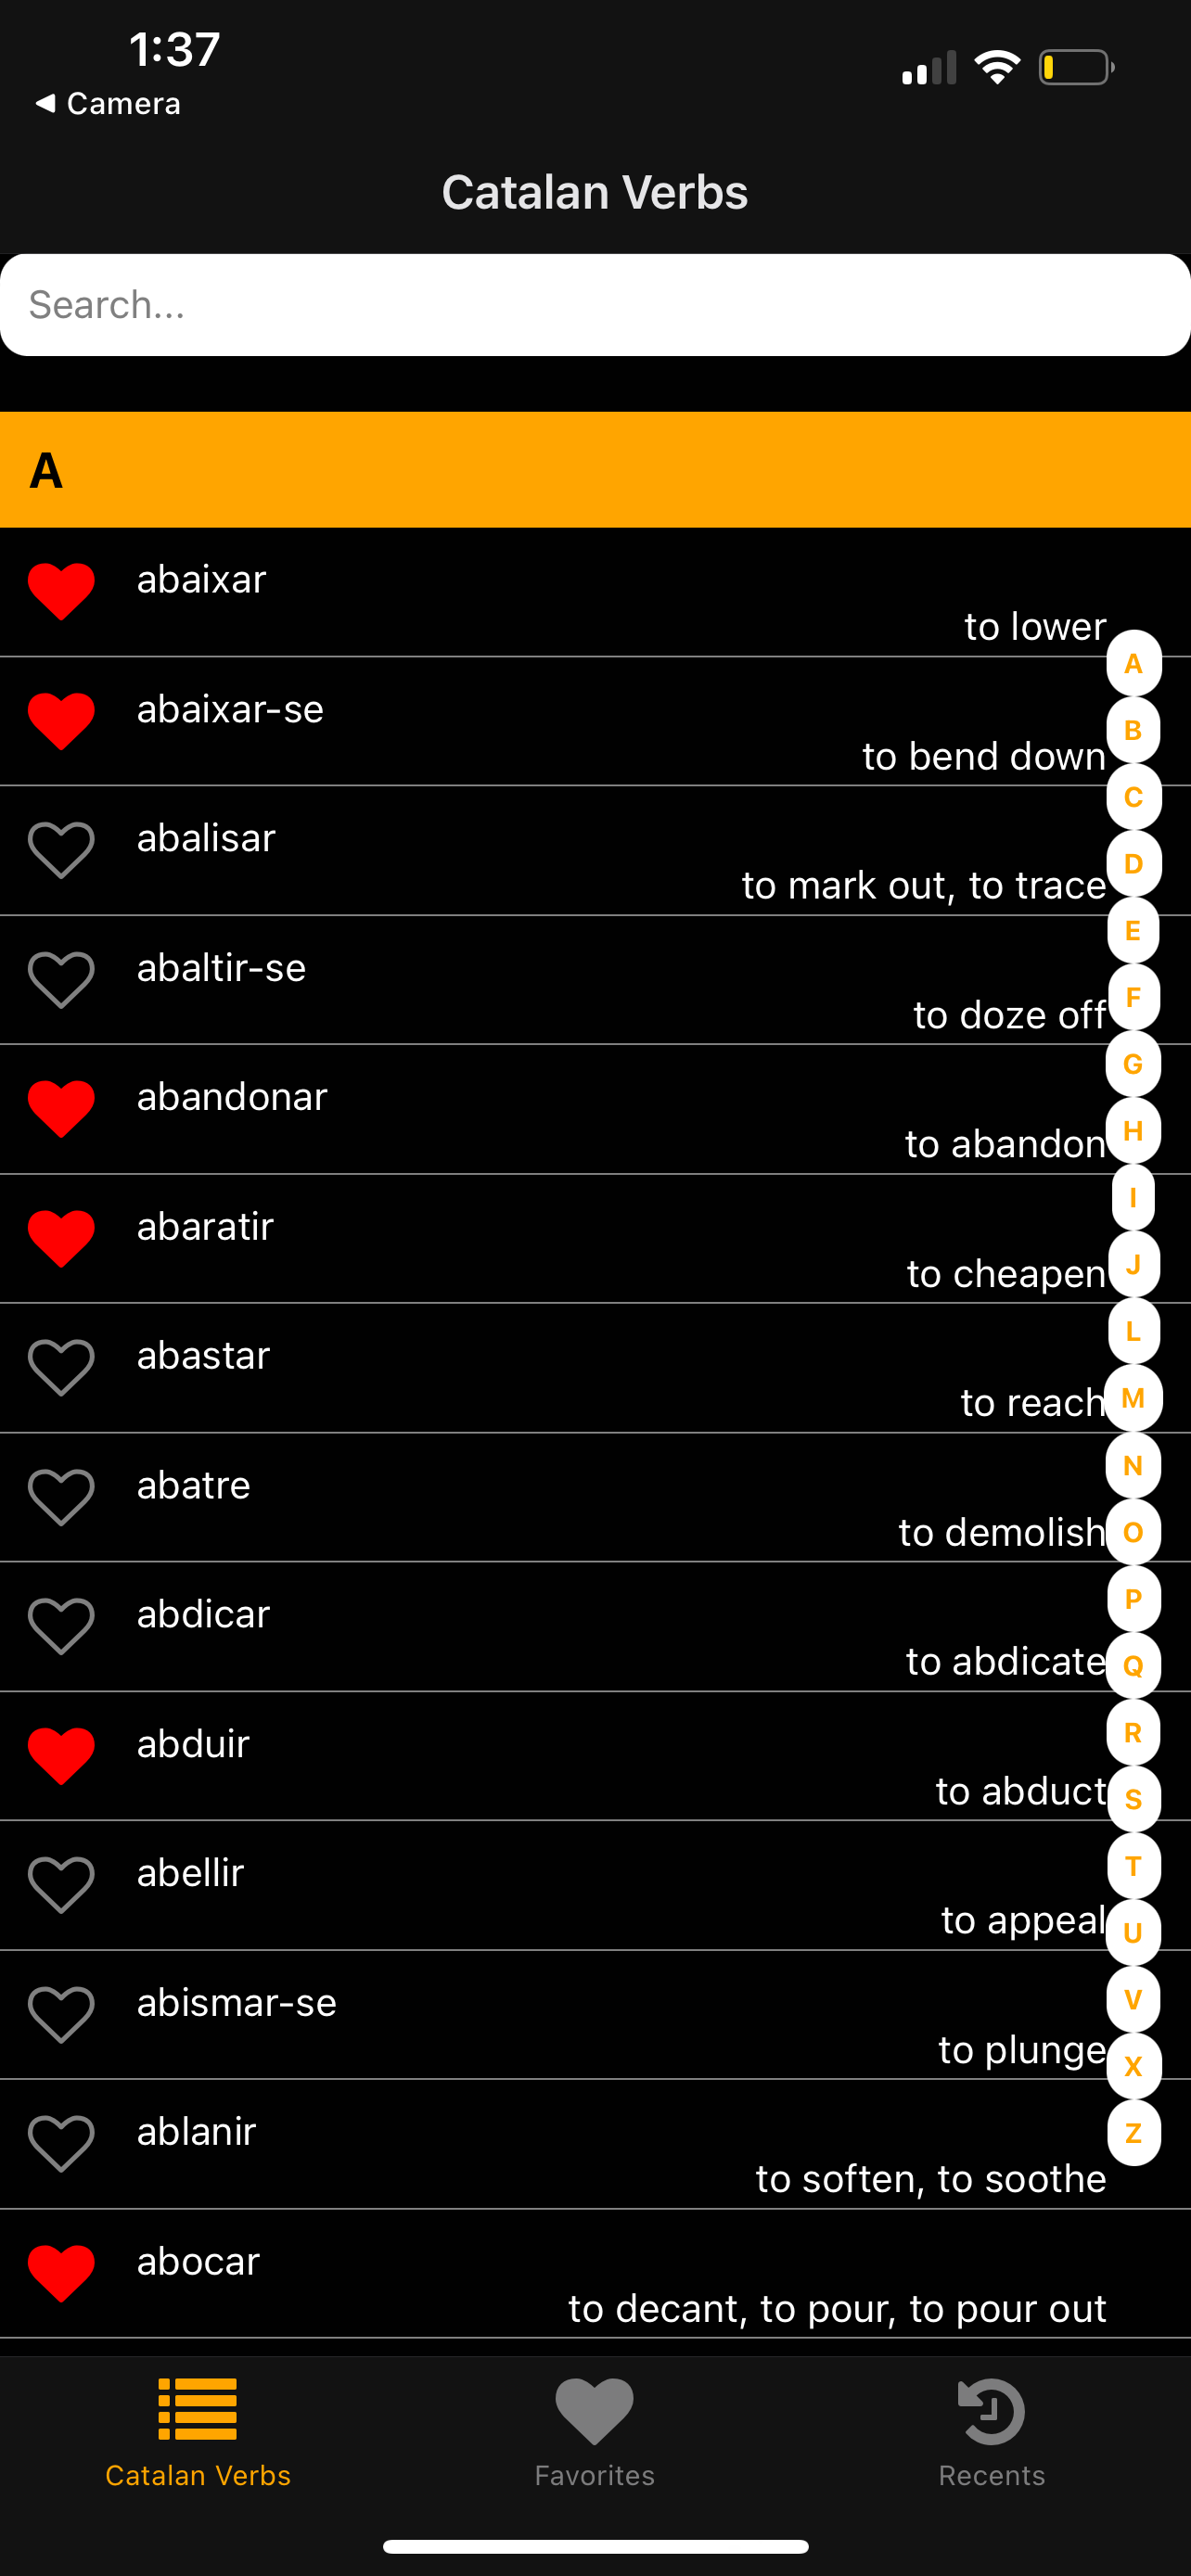 1:37
Camera
Catalan Verbs
Search...
A
abaixar
to lower
abaixar-se
to bend down
abalisar
to mark out, to trace
abaltir-se
to doze off
abandonar
to abandon
abaratir
to cheapen
abastar
to reach
abatre
to demolish
abdicar
to abdicate
abduir
to abduct
abellir
to appeal
abismar-se
to plunge
ablanir
to soften, to soothe
abocar
to decant, to pour, to pour out
A
B
C
D
E
F
G
H
I
J
L
M
N
O
P
Q
R
S
T
U
V
X
Z
Catalan Verbs
Favorites
Recents